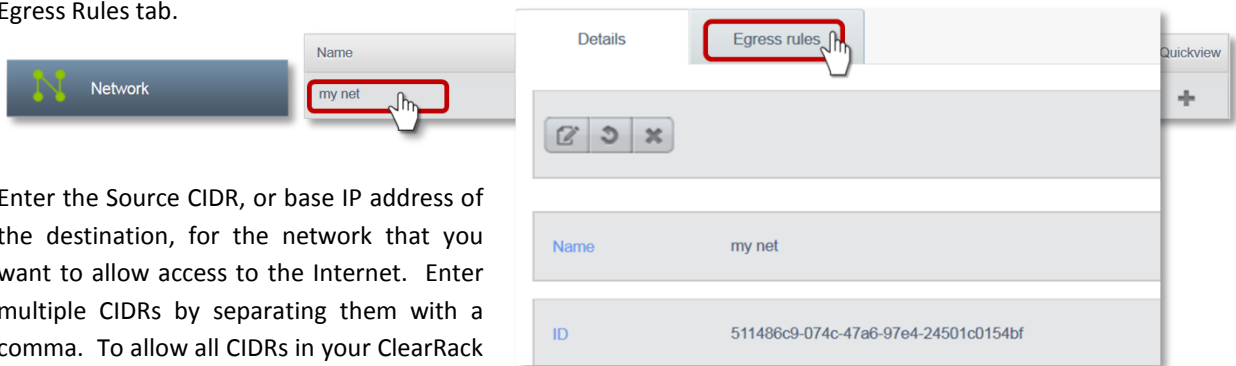 Egress Rules tab.
Network
Name
my net
Details
Egress rules
Quickview
Enter the Source CIDR, or base IP address of
the destination, for the network that you
want to allow access to the Internet. Enter
multiple CIDRs by separating them with a
comma. To allow all CIDRs in your ClearRack
Name my net
ID 511486c9-074c-47a6-97e4-24501c0154bf